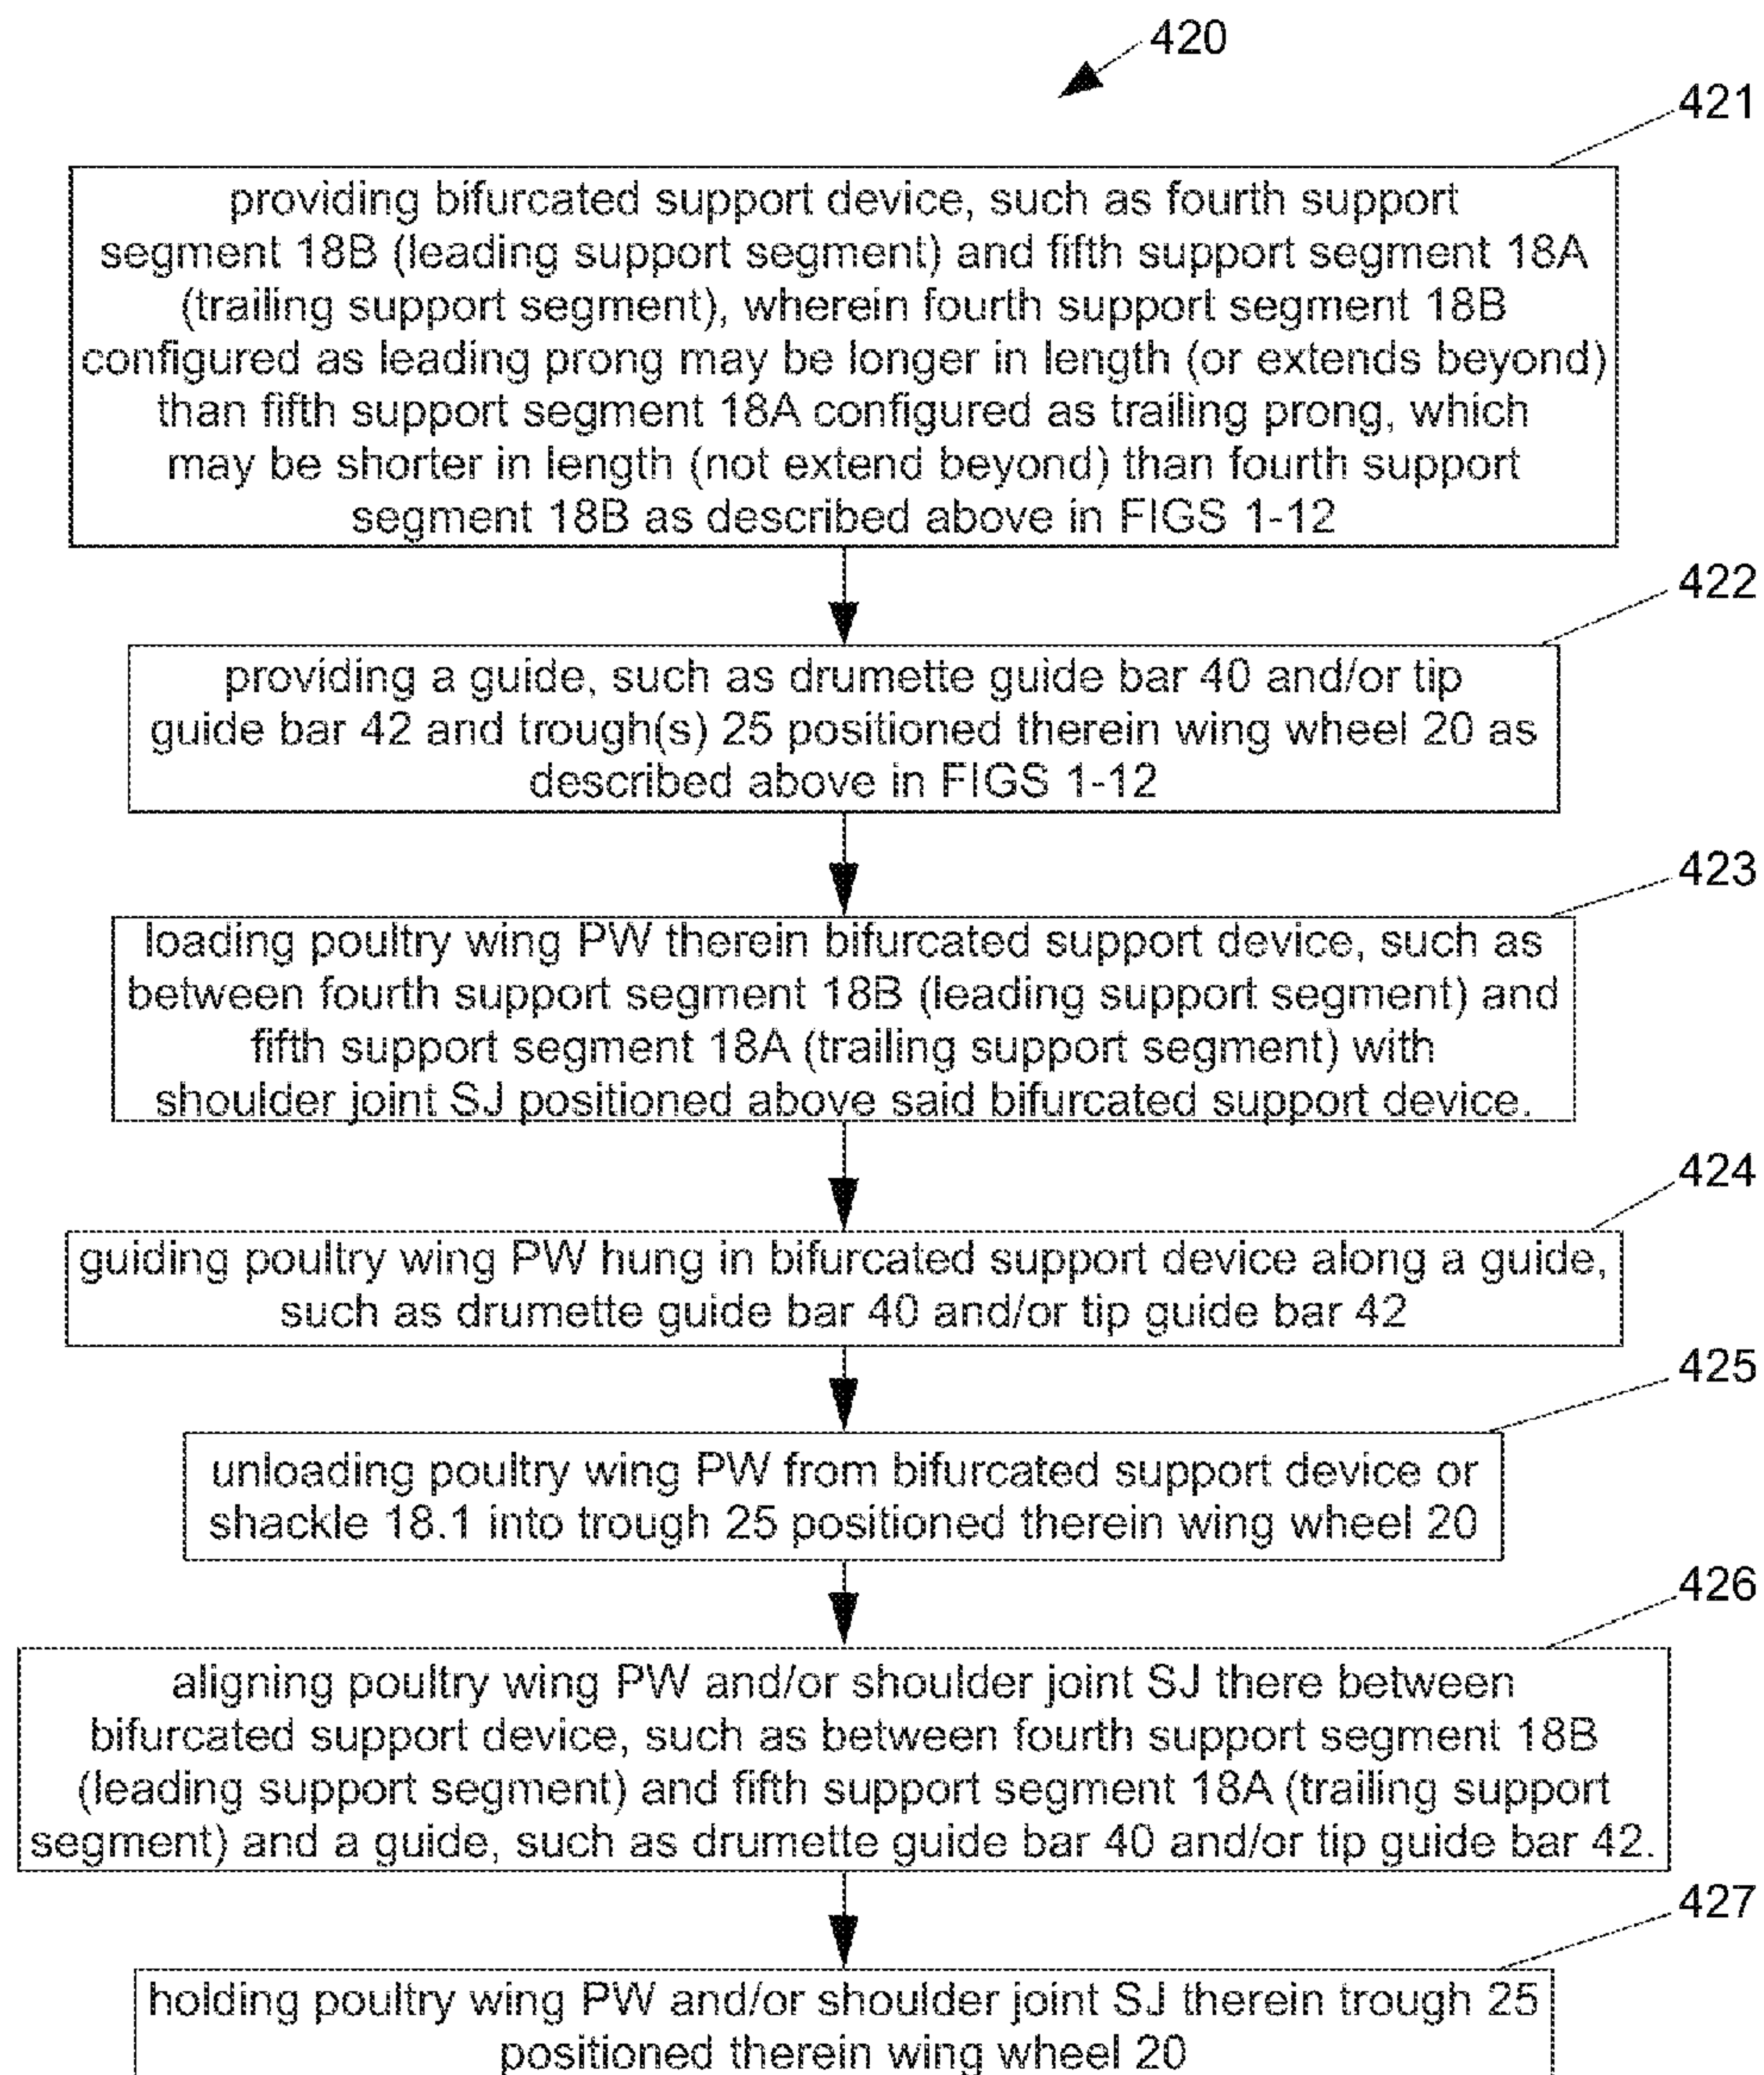 420
421
providing bifurcated support device, such as fourth support
segment 18B (leading support segment) and fifth support segment 18A
(trailing support segment), wherein fourth support segment 18B
configured as leading prong may be longer in length (or extends beyond)
than fifth support segment 18A configured as trailing prong, which
may be shorter in length (not extend beyond) than fourth support
segment 18B as described above in FIGS 1-12
422
providing a guide, such as drumette guide bar 40 and/or tip
guide bar 42 and trough(s) 25 positioned therein wing wheel 20 as
described above in FIGS 1-12
423
loading poultry wing PW therein bifurcated support device, such as
between fourth support segment 18B (leading support segment) and
fifth support segment 18A (trailing support segment) with
shoulder joint SJ positioned above said bifurcated support device.
424
guiding poultry wing PW hung in bifurcated support device along a guide,
such as drumette guide bar 40 and/or tip guide bar 42
425
unloading poultry wing PW from bifurcated support device or
shackle 18.1 into trough 25 positioned therein wing wheel 20
426
aligning poultry wing PW and/or shoulder joint SJ there between
bifurcated support device, such as between fourth support segment 18B
(leading support segment) and fifth support segment 18A (trailing support
segment) and a guide, such as drumette guide bar 40 and/or tip guide bar 42.
427
holding poultry wing PW and/or shoulder joint SJ therein trough 25
positioned therein wing wheel 20